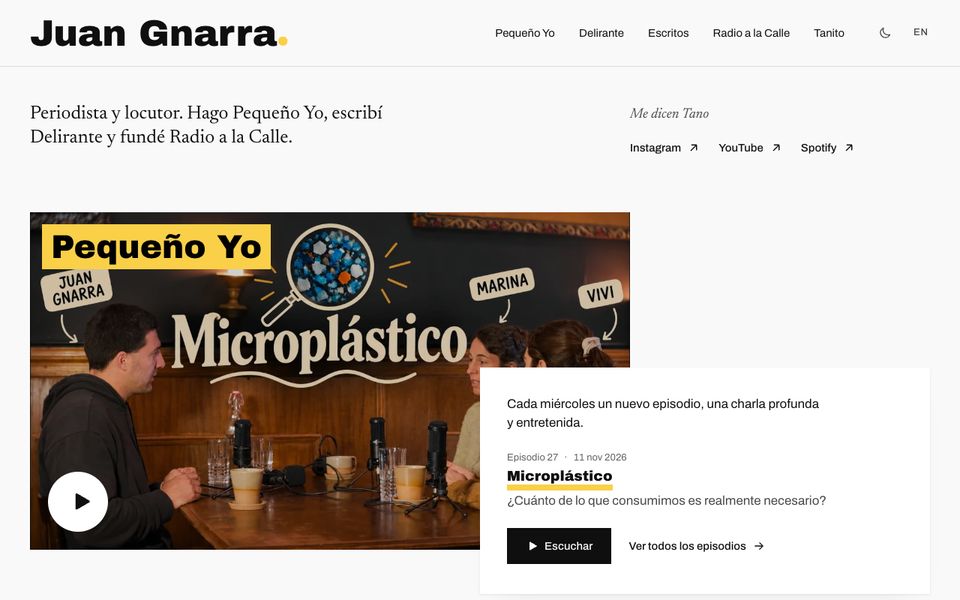 Juan Gnarra.
Pequeño Yo
Delirante
Escritos
Radio a la Calle
Tanito
EN
Periodista y locutor. Hago Pequeño Yo, escribí
Delirante y fundé Radio a la Calle.
Me dicen Tano
Instagram
YouTube
Spotify
Pequeño Yo
JUAN
GNARRA
MARINA
VIVI
Microplástico
Cada miércoles un nuevo episodio, una charla profunda
y entretenida.
Episodio 27 · 11 nov 2026
Microplástico
¿Cuánto de lo que consumimos es realmente necesario?
Escuchar
Ver todos los episodios